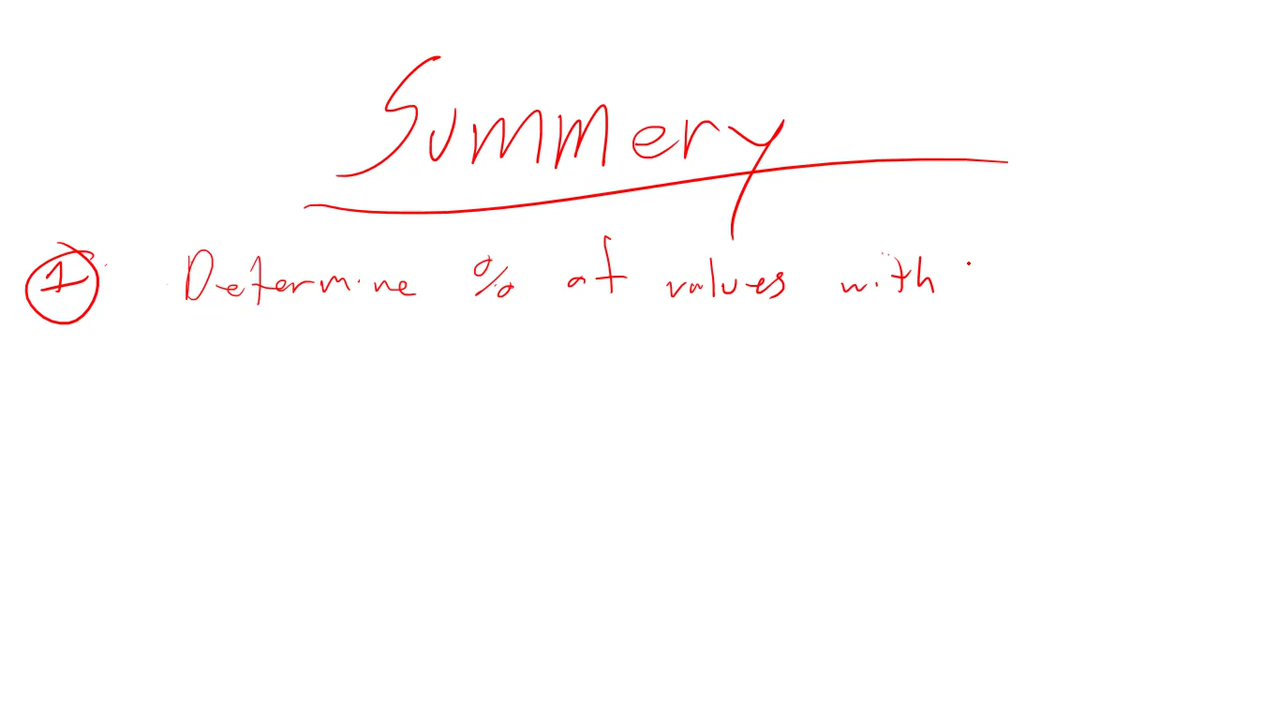 Summery
1 Determine % of values with